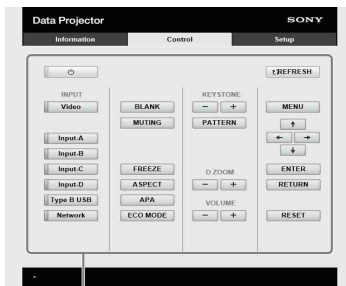 Data Projector SONY
Information Control Setup
REFRESH
INPUT KEYSTONE
Video BLANK - + MENU
MUTING PATTERN
Input-A
Input-B
Input-C FREEZE D ZOOM ENTER
Input-D ASPECT - + RETURN
Type B USB APA VOLUME
Network ECO MODE - + RESET
-